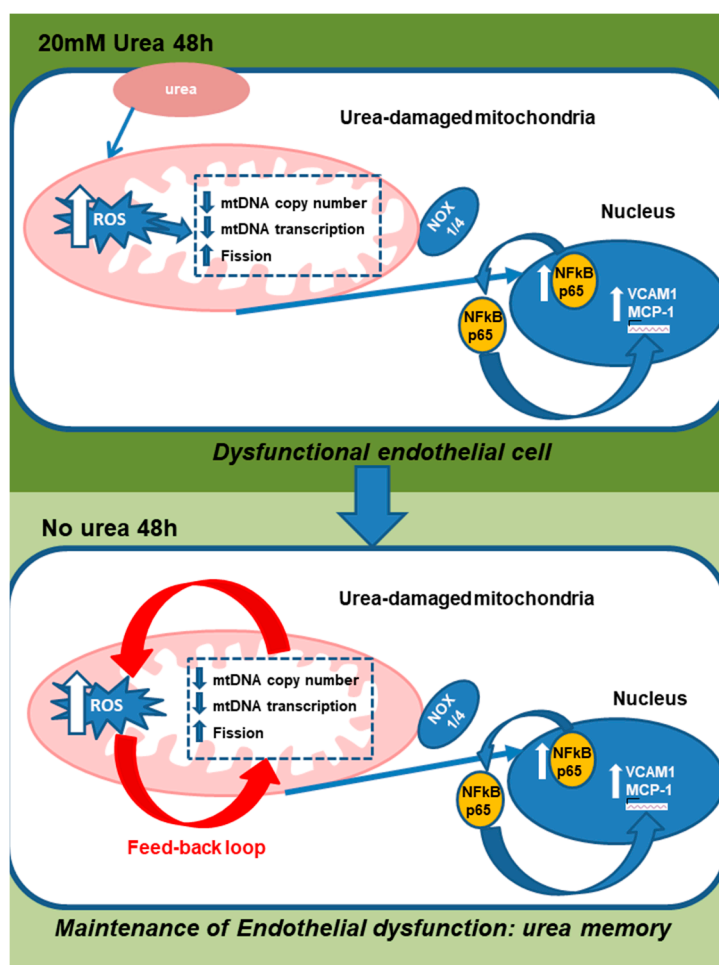 20mM Urea 48h
urea
Urea-damaged mitochondria
ROS
mtDNA copy number
mtDNA transcription
Fission
NOX
1/4
Nucleus
NFkB
p65
NFkB
p65
VCAM1
MCP-1
Dysfunctional endothelial cell
No urea 48h
Urea-damaged mitochondria
ROS
mtDNA copy number
mtDNA transcription
Fission
NOX
1/4
Nucleus
NFkB
p65
NFkB
p65
VCAM1
MCP-1
Feed-back loop
Maintenance of Endothelial dysfunction: urea memory